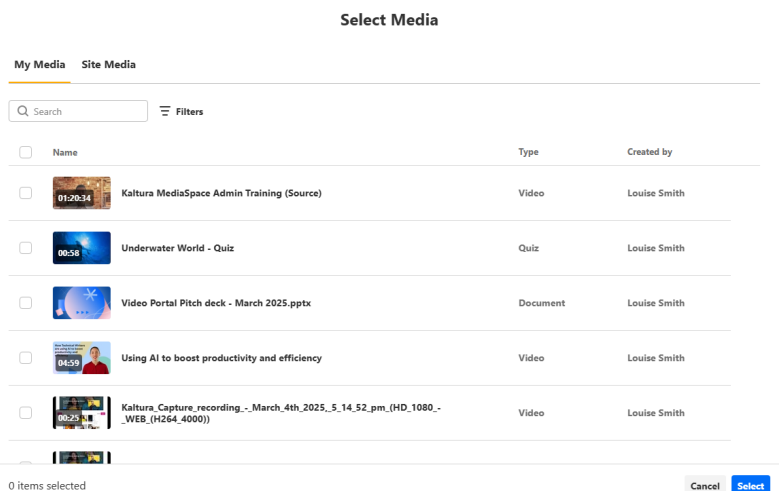 Select Media
My Media Site Media
Search Filters
Name Type Created by
01:20:34 Kaltura MediaSpace Admin Training (Source) Video Louise Smith
00:58 Underwater World - Quiz Quiz Louise Smith
Video Portal Pitch deck - March 2025.pptx Document Louise Smith
04:59 Using AI to boost productivity and efficiency Video Louise Smith
Kaltura_Capture_recording_-_March_4th_2025,_5_14_52_pm_(HD_1080_-
00:25 _WEB_(H264_4000)) Video Louise Smith
0 items selected Cancel Select